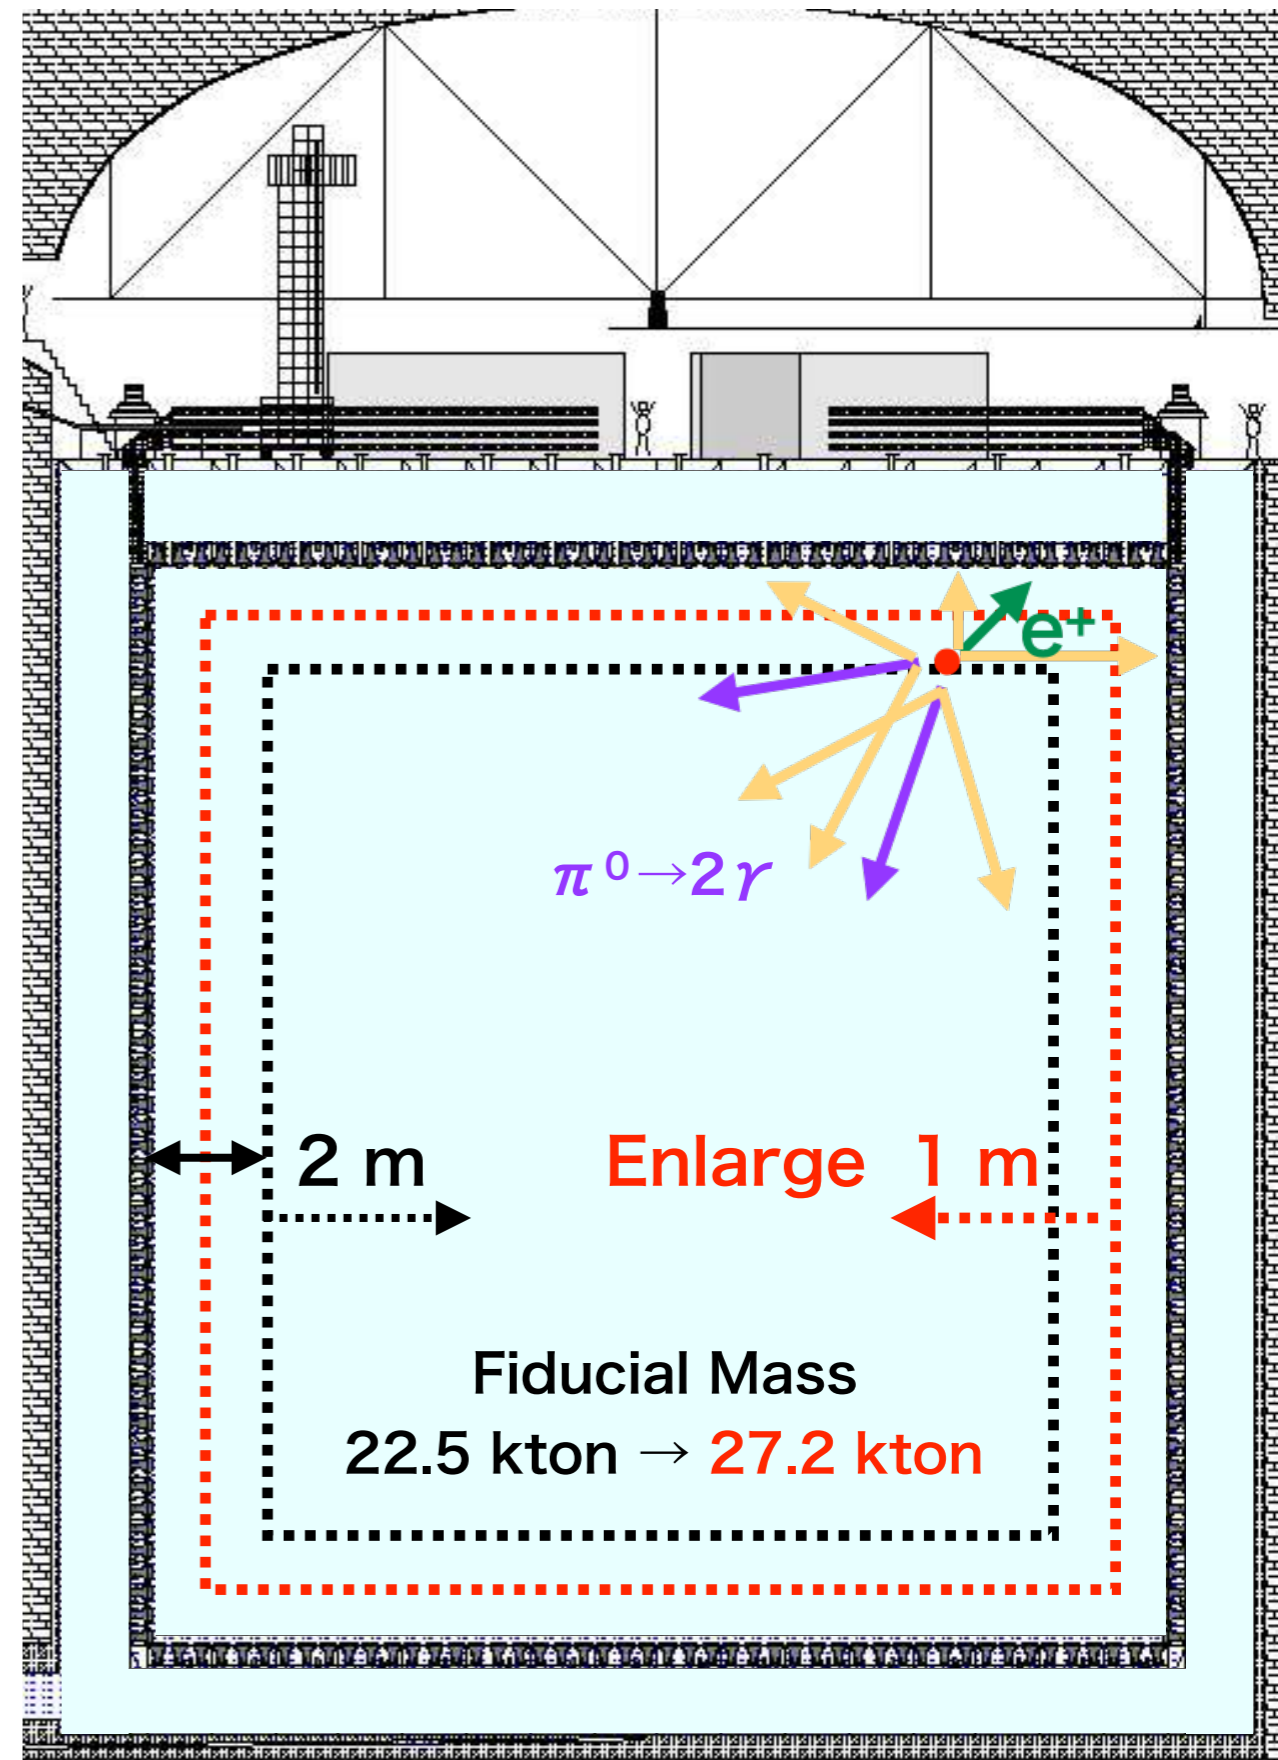 e⁺
π⁰→2γ
2 m
Enlarge 1 m
Fiducial Mass
22.5 kton → 27.2 kton